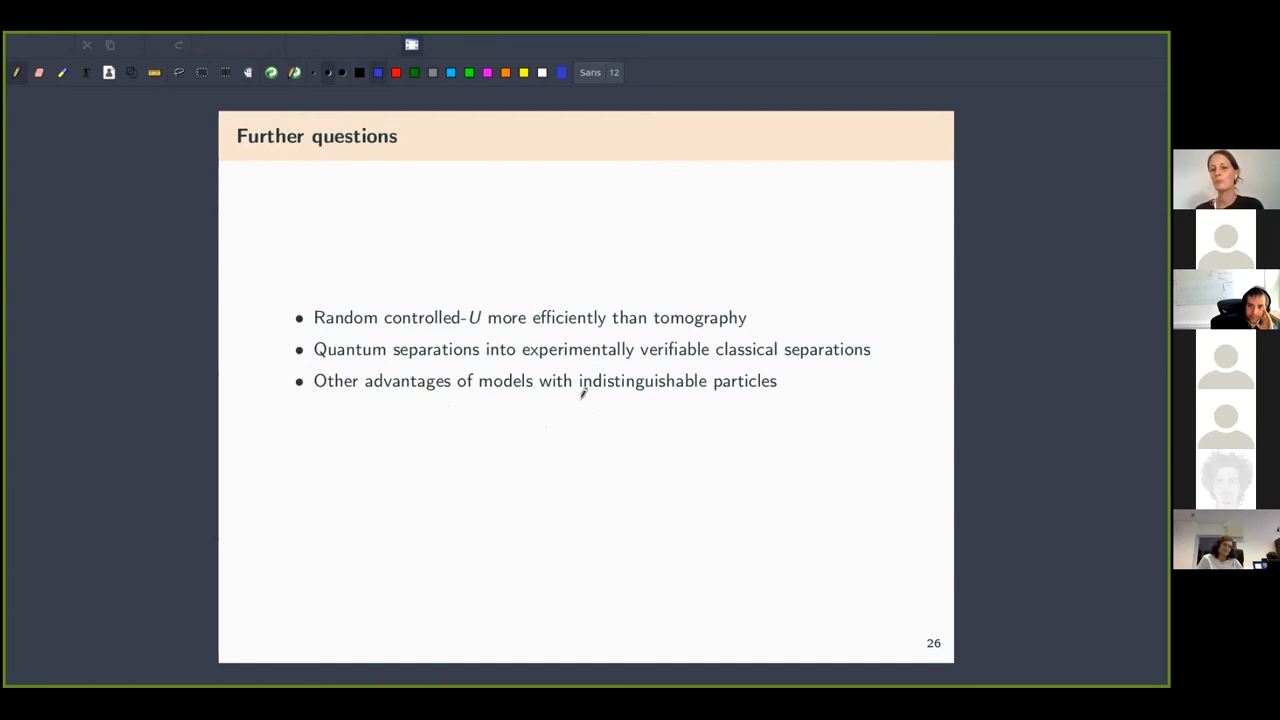 Sans 12
Further questions
• Random controlled-U more efficiently than tomography
• Quantum separations into experimentally verifiable classical separations
• Other advantages of models with indistinguishable particles
26